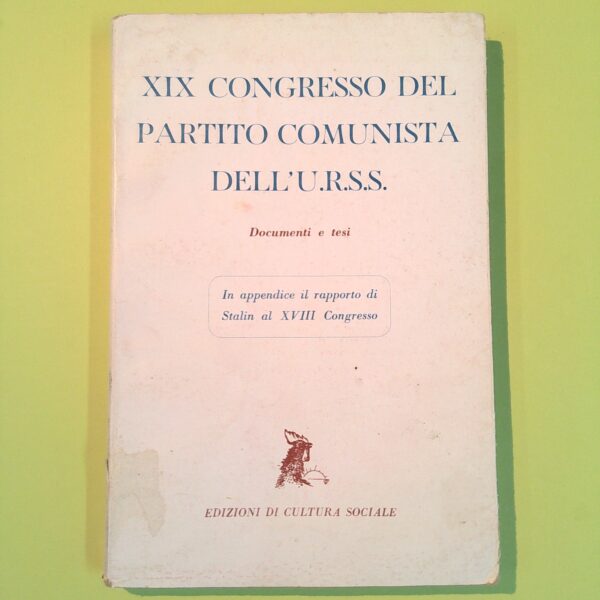 XIX CONGRESSO DEL
PARTITO COMUNISTA
DELL'U.R.S.S.
Documenti e tesi
In appendice il rapporto di
Stalin al XVIII Congresso
EDIZIONI DI CULTURA SOCIALE